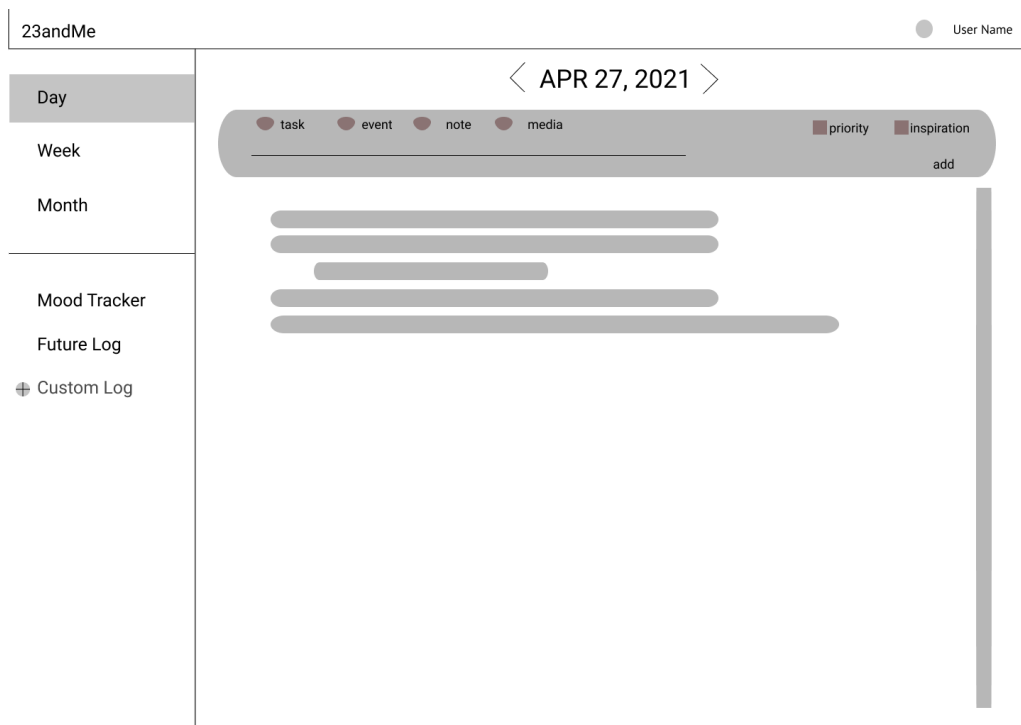 23andMe
User Name
Day
Week
Month
Mood Tracker
Future Log
Custom Log
APR 27, 2021
task event note media
priority inspiration
add